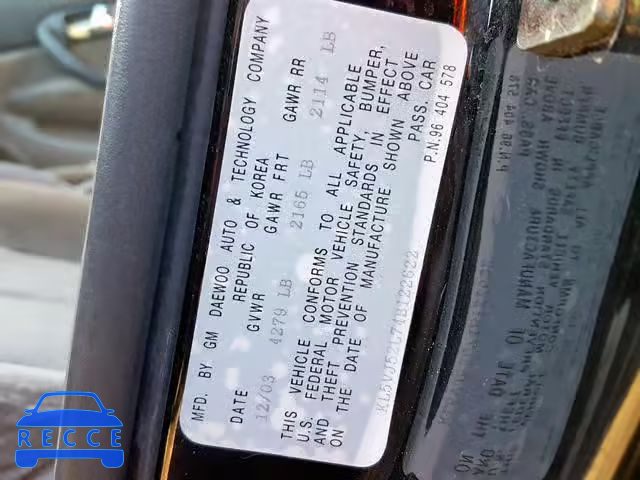 MFD. BY GM DAEWOO AUTO & TECHNOLOGY COMPANY
REPUBLIC OF KOREA
DATE GVWR GAWR FRT GAWR RR
12/03 4279 LB 2165 LB 2114 LB
THIS VEHICLE CONFORMS TO ALL APPLICABLE
U.S. FEDERAL MOTOR VEHICLE SAFETY, BUMPER,
AND THEFT PREVENTION STANDARDS IN EFFECT
ON THE DATE OF MANUFACTURE SHOWN ABOVE
PASS. CAR
P.N.96 404 578
RECCE